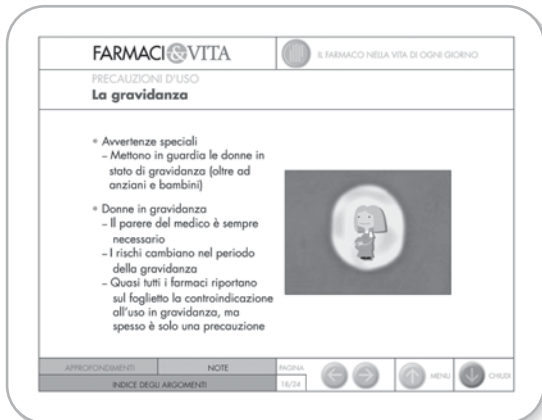 FARMACI&VITA
IL FARMACO NELLA VITA DI OGNI GIORNO
PRECAUZIONI D'USO
La gravidanza
• Avvertenze speciali
– Mettono in guardia le donne in
stato di gravidanza (oltre ad
anziani e bambini)
• Donne in gravidanza
– Il parere del medico è sempre
necessario
– I rischi cambiano nel periodo
della gravidanza
– Quasi tutti i farmaci riportano
sul foglietto la controindicazione
all'uso in gravidanza, ma
spesso è solo una precauzione
APPROFONDIMENTI
NOTE
PAGINA
MENU
CHIUDI
INDICE DEGLI ARGOMENTI
18/24